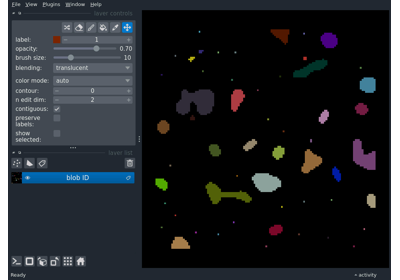 File View Plugins Window Help
layer controls
label: 1
opacity: 0.70
brush size: 10
blending: translucent
color mode: auto
contour: 0
n edit dim: 2
contiguous:
preserve
labels:
show
selected:
layer list
blob ID
Ready
activity